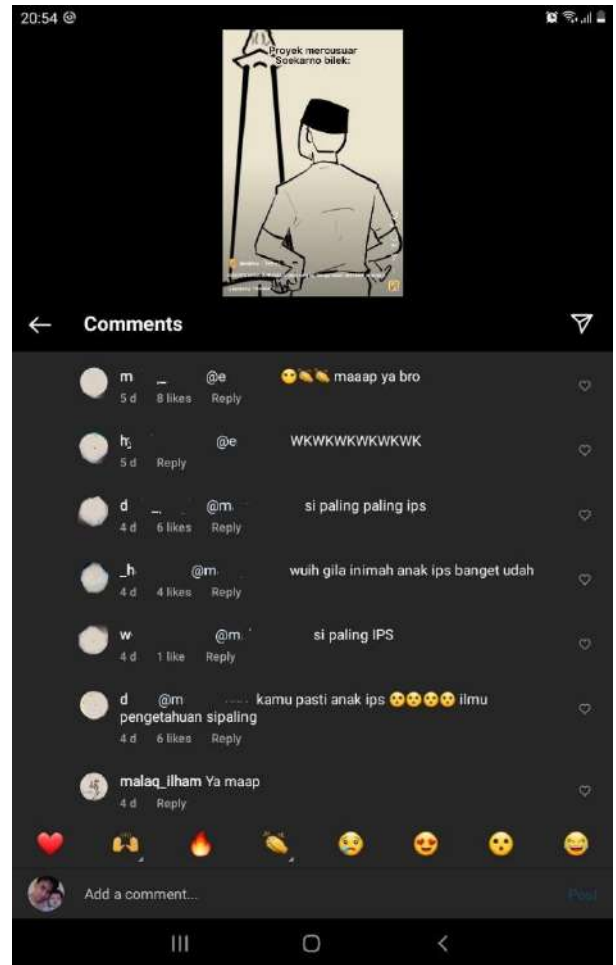 20:54
Proyek mercusuar
Soekarno bilek:
Comments
m @e 😶👏👏 maaap ya bro
5 d 8 likes Reply
@e WKWKWKWKWKWK
5 d Reply
d @m. si paling paling ips
4 d 6 likes Reply
_h @m. wuih gila inimah anak ips banget udah
4 d 4 likes Reply
w @m. si paling IPS
4 d 1 like Reply
d @m kamu pasti anak ips 😯😯😯😯 ilmu
pengetahuan sipaling
4 d 6 likes Reply
malaq_ilham Ya maap
4 d Reply
Add a comment...
Post